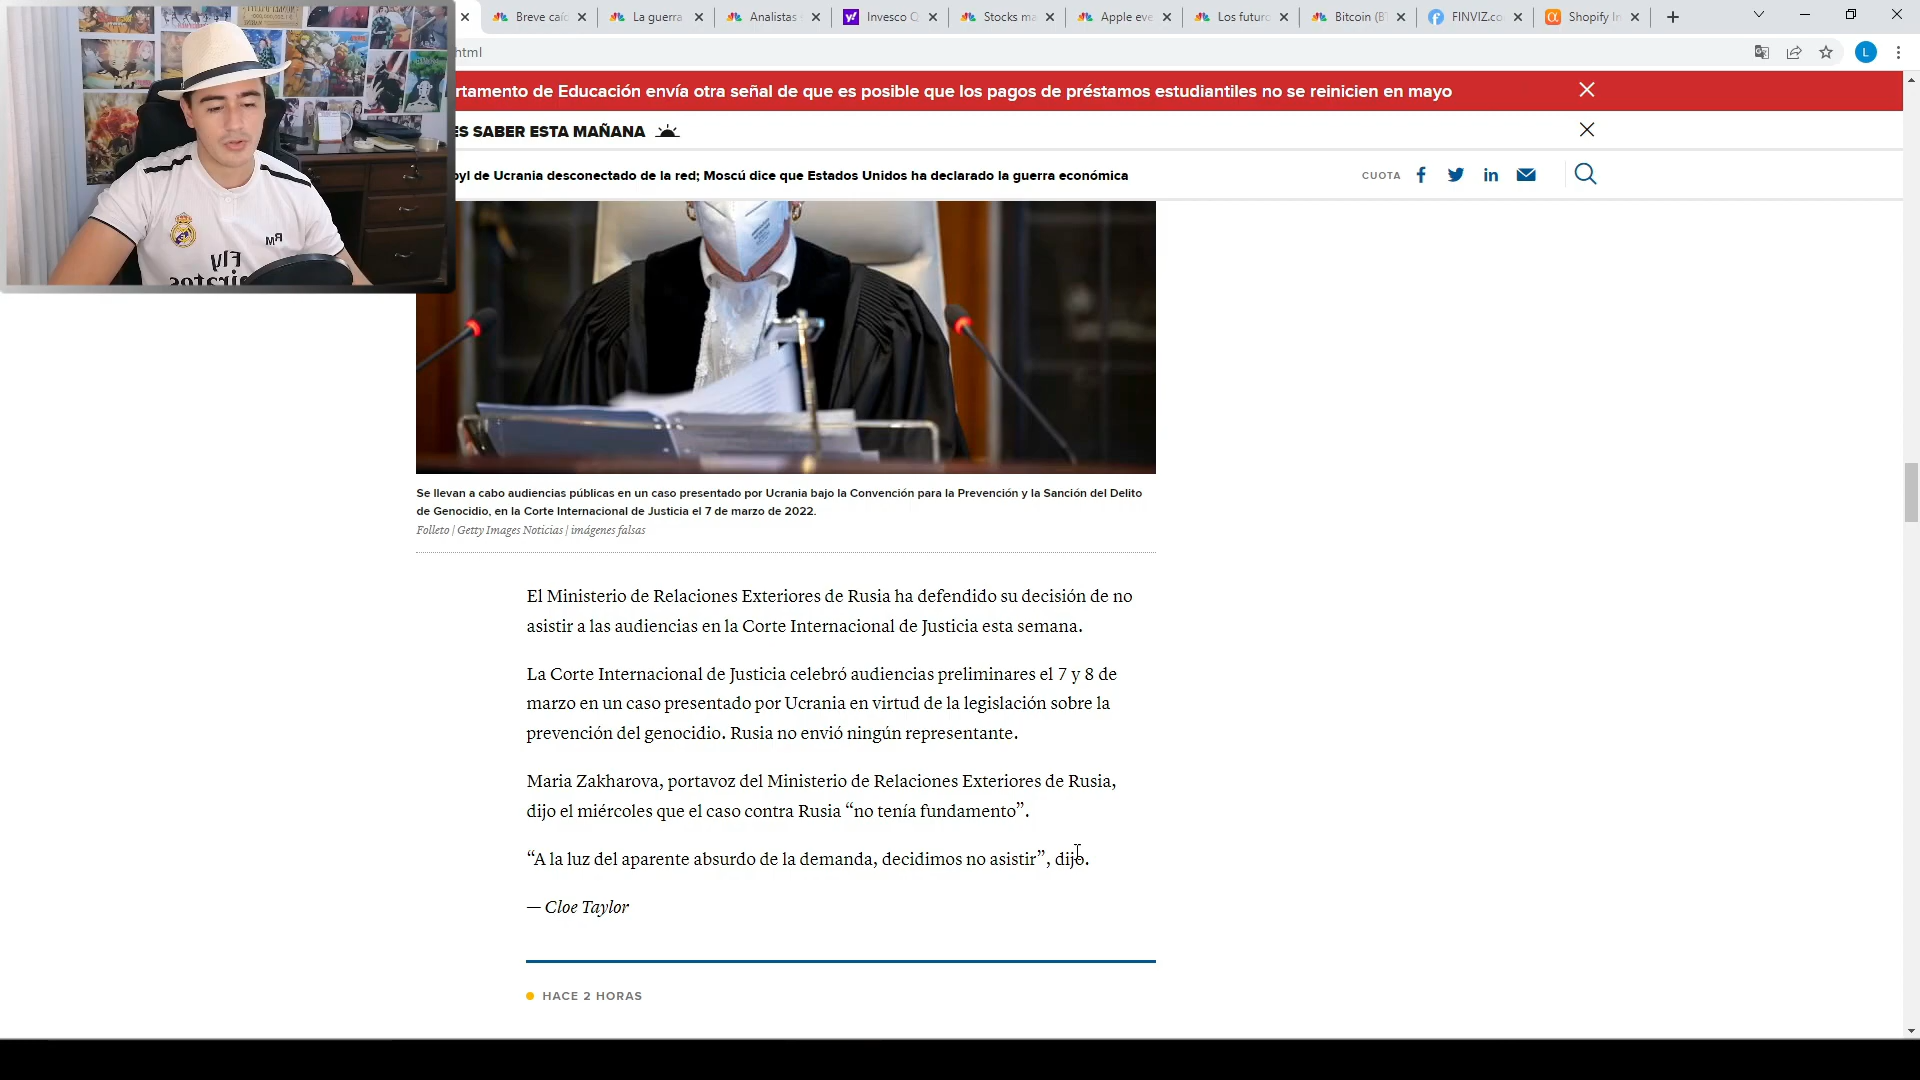 Breve caíd
La guerra
Analistas
Invesco Q
Stocks ma
Apple eve
Los futuro
Bitcoin (BT
FINVIZ.co
Shopify In
html
L
rtamento de Educación envía otra señal de que es posible que los pagos de préstamos estudiantiles no se reinicien en mayo
ES SABER ESTA MAÑANA
byl de Ucrania desconectado de la red; Moscú dice que Estados Unidos ha declarado la guerra económica
CUOTA
Fly
Se llevan a cabo audiencias públicas en un caso presentado por Ucrania bajo la Convención para la Prevención y la Sanción del Delito
de Genocidio, en la Corte Internacional de Justicia el 7 de marzo de 2022.
Folleto | Getty Images Noticias | imágenes falsas
El Ministerio de Relaciones Exteriores de Rusia ha defendido su decisión de no
asistir a las audiencias en la Corte Internacional de Justicia esta semana.
La Corte Internacional de Justicia celebró audiencias preliminares el 7 y 8 de
marzo en un caso presentado por Ucrania en virtud de la legislación sobre la
prevención del genocidio. Rusia no envió ningún representante.
Maria Zakharova, portavoz del Ministerio de Relaciones Exteriores de Rusia,
dijo el miércoles que el caso contra Rusia “no tenía fundamento”.
“A la luz del aparente absurdo de la demanda, decidimos no asistir”, dijo.
— Cloe Taylor
HACE 2 HORAS